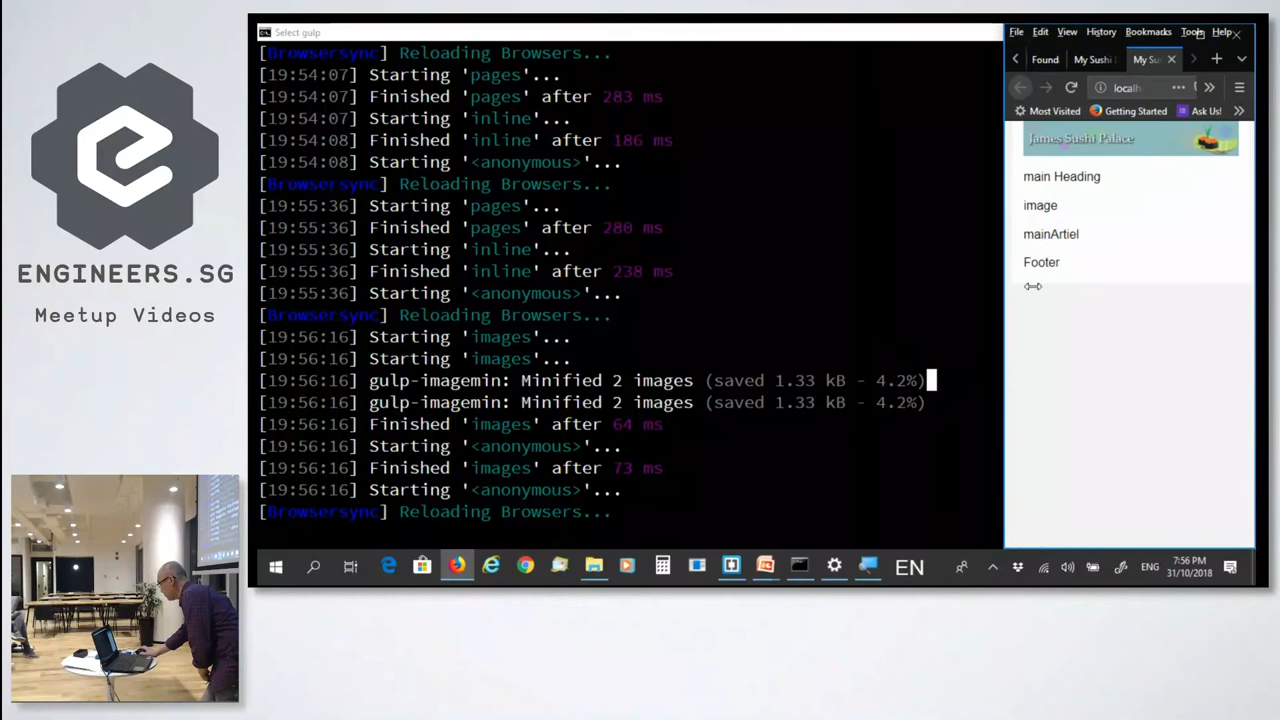 ENGINEERS.SG
Meetup Videos
Select gulp
[Browsersync] Reloading Browsers...
[19:54:07] Starting 'pages'...
[19:54:07] Finished 'pages' after 283 ms
[19:54:07] Starting 'inline'...
[19:54:08] Finished 'inline' after 186 ms
[19:54:08] Starting '<anonymous>'...
[Browsersync] Reloading Browsers...
[19:55:36] Starting 'pages'...
[19:55:36] Finished 'pages' after 280 ms
[19:55:36] Starting 'inline'...
[19:55:36] Finished 'inline' after 238 ms
[19:55:36] Starting '<anonymous>'...
[Browsersync] Reloading Browsers...
[19:56:16] Starting 'images'...
[19:56:16] Starting 'images'...
[19:56:16] gulp-imagemin: Minified 2 images (saved 1.33 kB - 4.2%)
[19:56:16] gulp-imagemin: Minified 2 images (saved 1.33 kB - 4.2%)
[19:56:16] Finished 'images' after 64 ms
[19:56:16] Starting '<anonymous>'...
[19:56:16] Finished 'images' after 73 ms
[19:56:16] Starting '<anonymous>'...
[Browsersync] Reloading Browsers...
File Edit View History Bookmarks Tools Help
Found My Sushi My Su
localh
Most Visited Getting Started Ask Us!
James Sushi Palace
main Heading
image
mainArtiel
Footer
EN
ENG
7:56 PM
31/10/2018